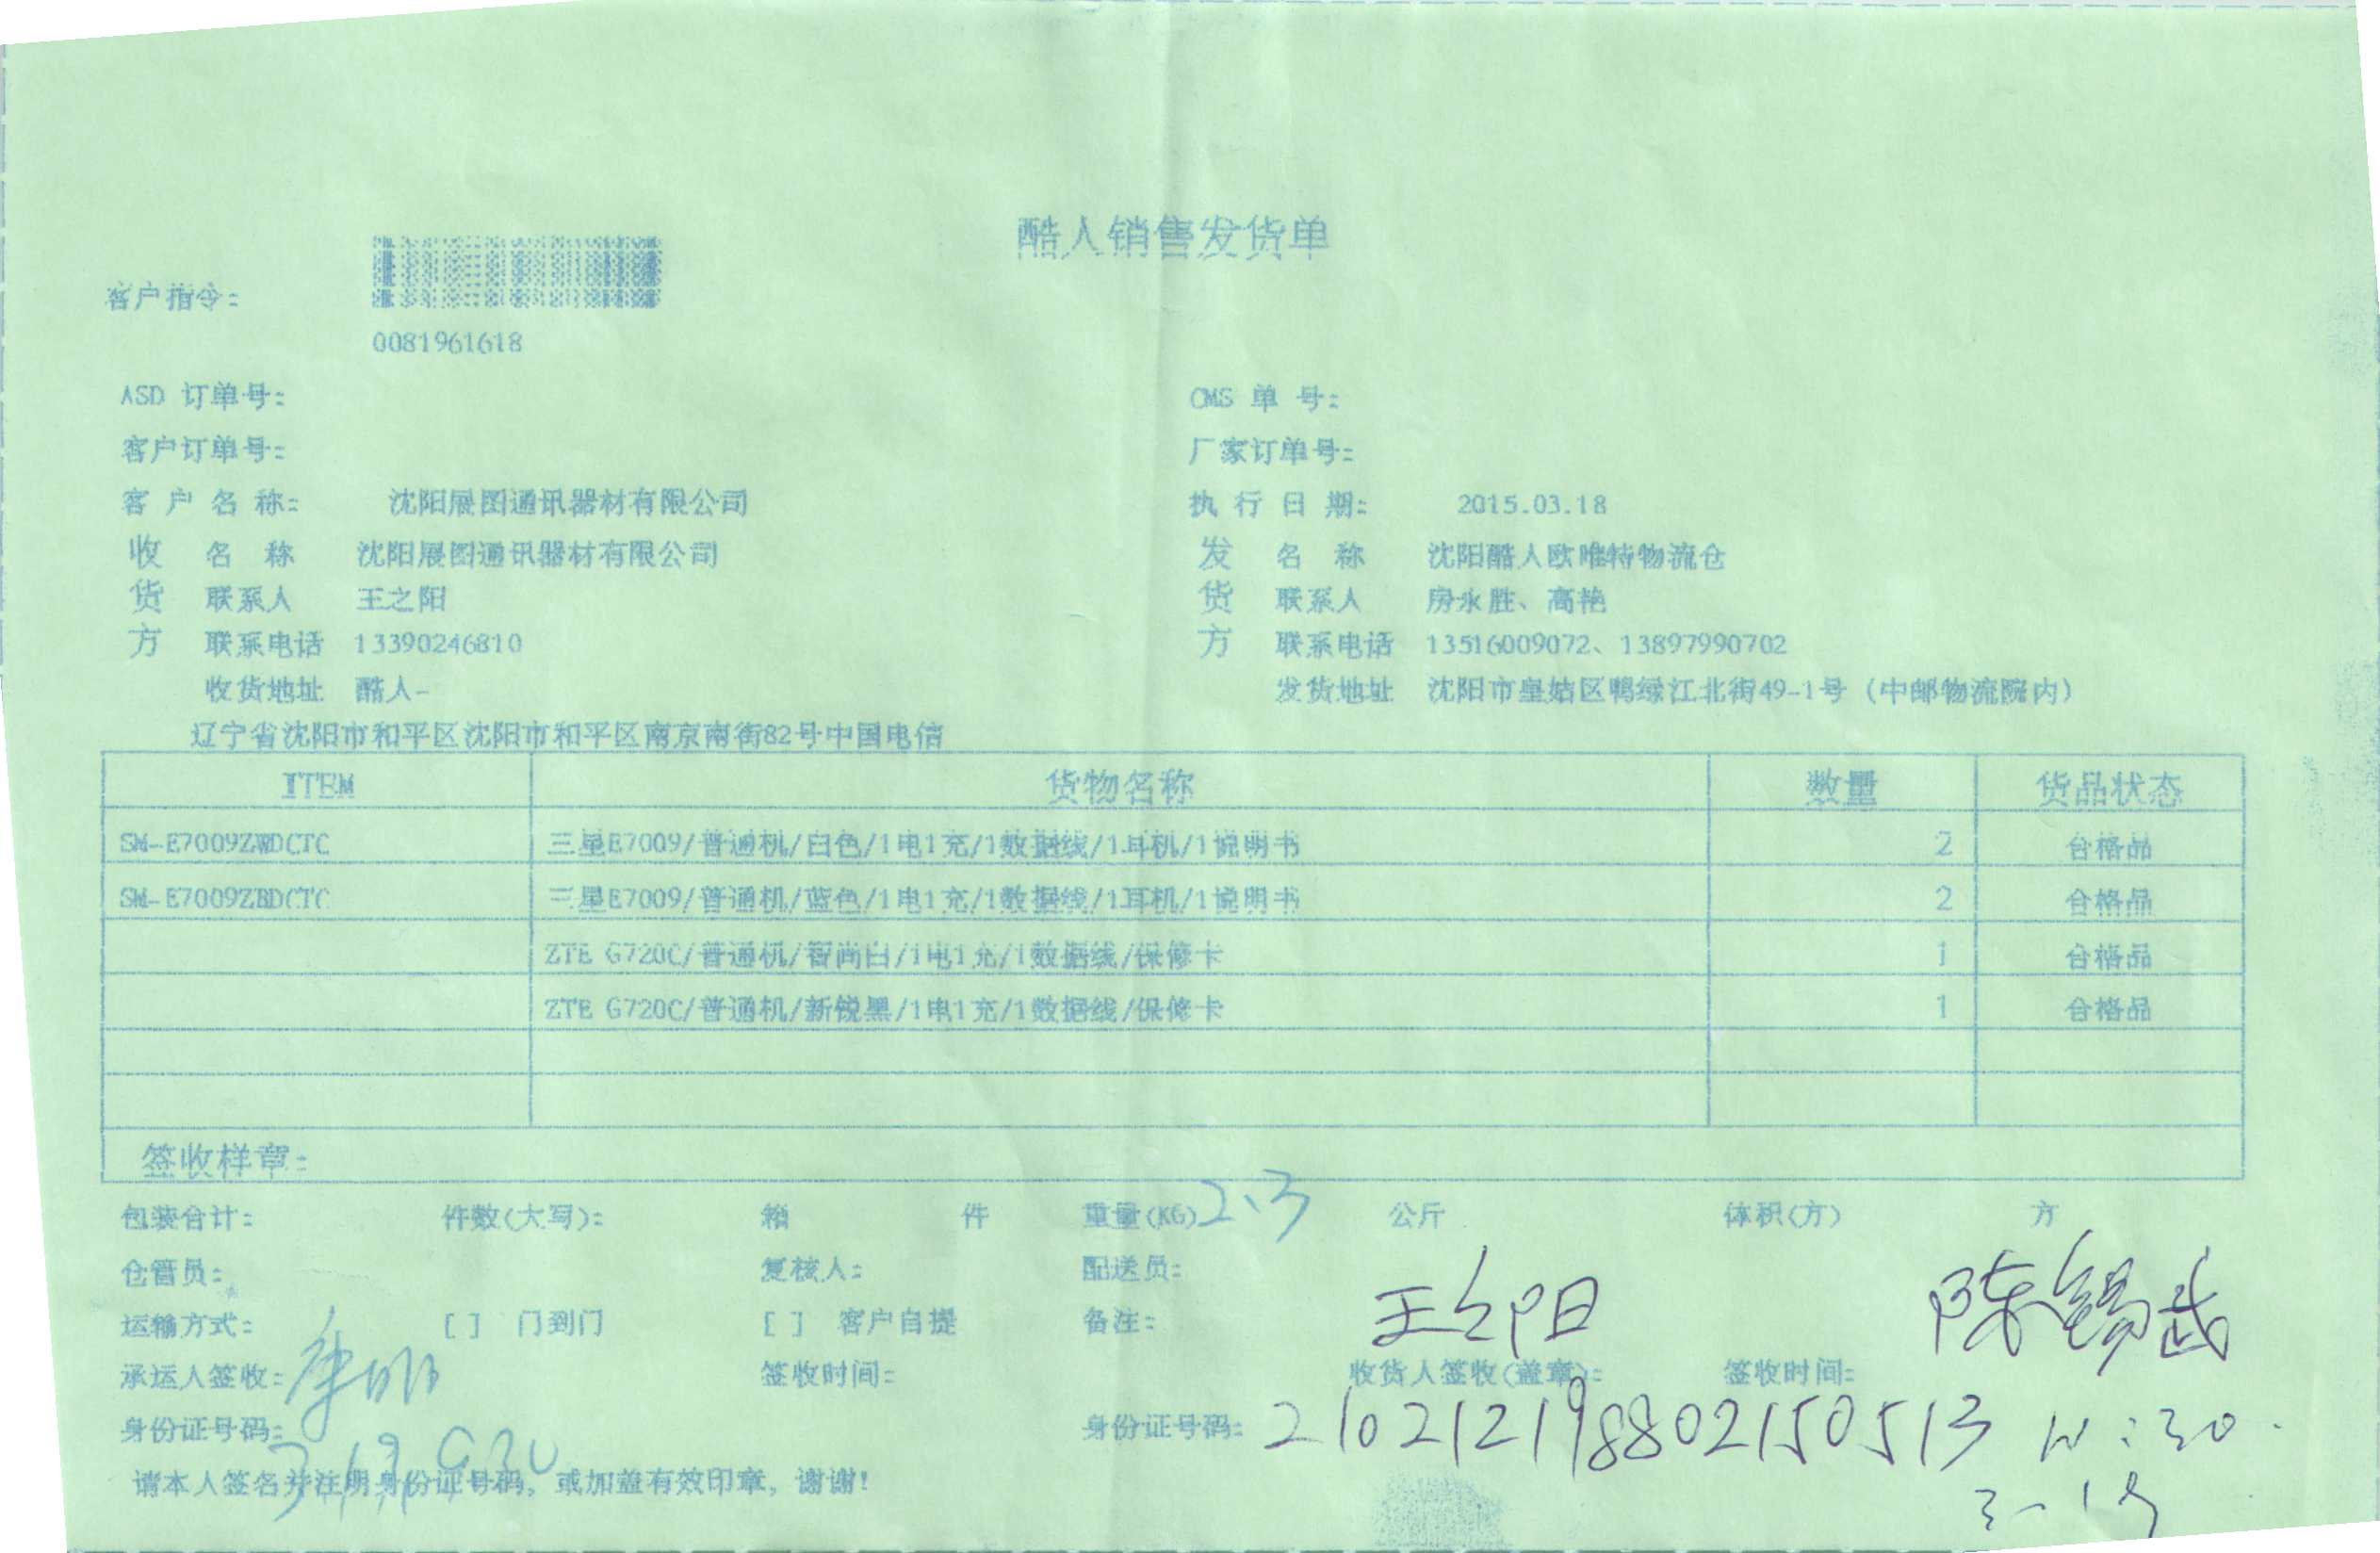 酷人销售发货单
客户指令:
0081961618
ASD 订单号: CMS 单 号:
客户订单号: 厂家订单号:
客 户 名 称: 沈阳展图通讯器材有限公司 执 行 日 期: 2015.03.18
收 名 称 沈阳展图通讯器材有限公司 发 名 称 沈阳酷人欧唯特物流仓
货 联系人 王之阳 货 联系人 房永胜、高艳
方 联系电话 13390246810 方 联系电话 13516009072、13897990702
收货地址 酷人- 发货地址 沈阳市皇姑区鸭绿江北街49-1号（中邮物流院内）
辽宁省沈阳市和平区沈阳市和平区南京南街82号中国电信
ITEM 货物名称 数量 货品状态
SM-E7009ZWDCTC 三星E7009/普通机/白色/1电1充/1数据线/1耳机/1说明书 2 合格品
SM-E7009ZBDCTC 三星E7009/普通机/蓝色/1电1充/1数据线/1耳机/1说明书 2 合格品
ZTE G720C/普通机/智尚白/1电1充/1数据线/保修卡 1 合格品
ZTE G720C/普通机/新锐黑/1电1充/1数据线/保修卡 1 合格品
签收样章:
包装合计: 件数(大写): 箱 件 重量(KG) 2.3 公斤 体积(方) 方
仓管员: 复核人: 配送员:
运输方式: [ ] 门到门 [ ] 客户自提 备注: 王之阳 陈锡武
承运人签收: 签收时间: 收货人签收(盖章): 签收时间:
身份证号码: 身份证号码: 210212198802150513 11:30
请本人签名并注明身份证号码，或加盖有效印章，谢谢! 3-19